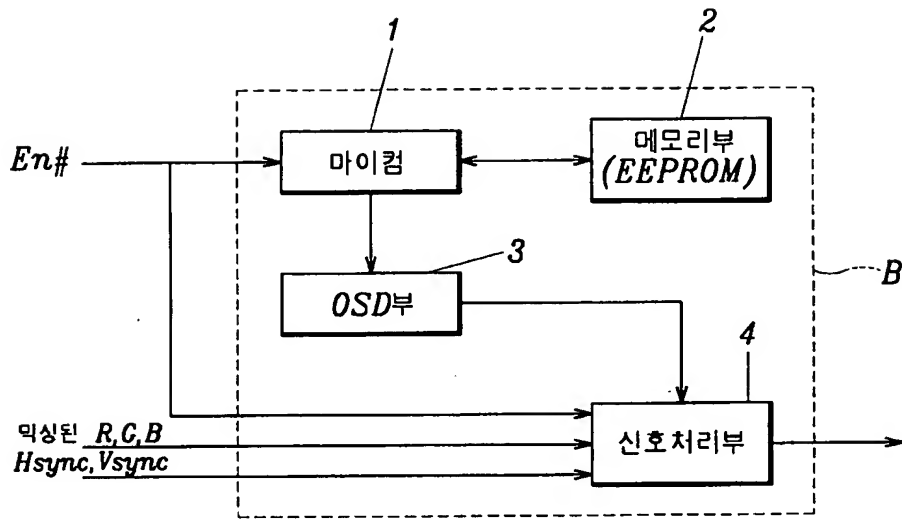 1
2
En#
마이컴
메모리부
(EEPROM)
3
OSD부
B
4
믹싱된 R,G,B
Hsync,Vsync
신호처리부